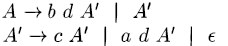 A → b d A′ | A′
A′ → c A′ | a d A′ | ϵ